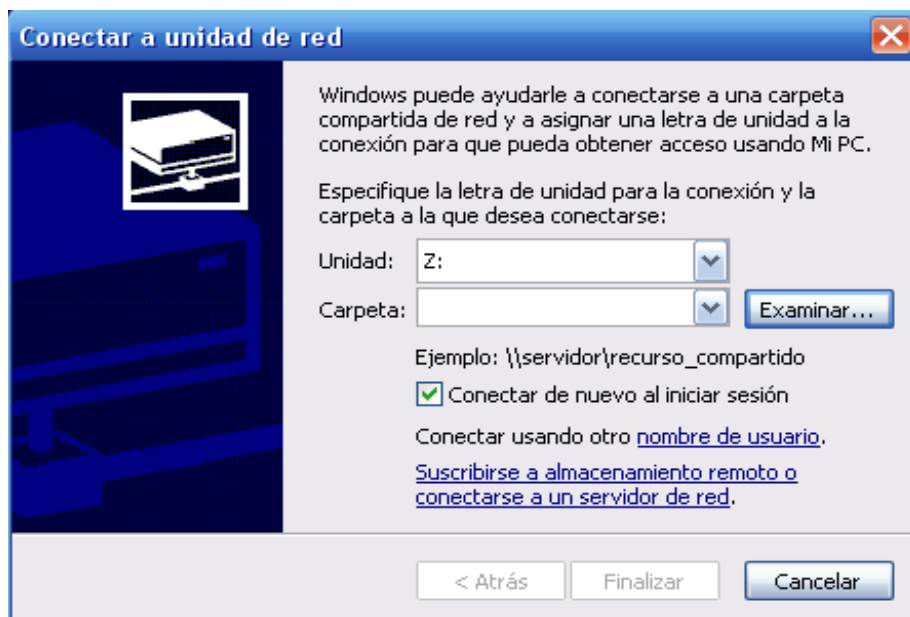 Conectar a unidad de red
Windows puede ayudarle a conectarse a una carpeta
compartida de red y a asignar una letra de unidad a la
conexión para que pueda obtener acceso usando Mi PC.
Especifique la letra de unidad para la conexión y la
carpeta a la que desea conectarse:
Unidad: Z:
Carpeta: Examinar...
Ejemplo: \\servidor\recurso_compartido
Conectar de nuevo al iniciar sesión
Conectar usando otro nombre de usuario.
Suscribirse a almacenamiento remoto o
conectarse a un servidor de red.
< Atrás Finalizar Cancelar